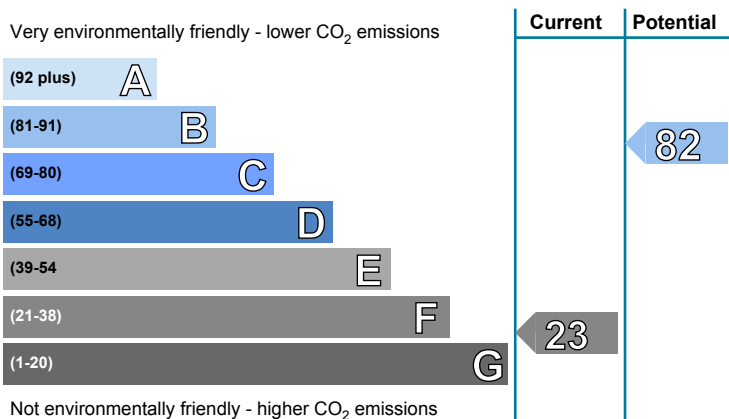 Current Potential
Very environmentally friendly - lower CO2 emissions
(92 plus) A
(81-91) B
82
(69-80) C
(55-68) D
(39-54 E
(21-38) F
23
(1-20) G
Not environmentally friendly - higher CO2 emissions